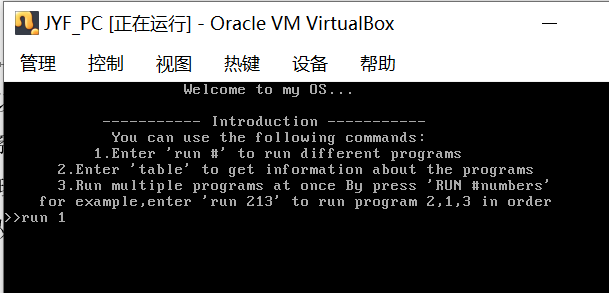 JYF_PC [正在运行] - Oracle VM VirtualBox
管理 控制 视图 热键 设备 帮助
Welcome to my OS...
----------- Introduction -----------
You can use the following commands:
1.Enter 'run #' to run different programs
2.Enter 'table' to get information about the programs
3.Run multiple programs at once By press 'RUN #numbers'
for example,enter 'run 213' to run program 2,1,3 in order
>>run 1